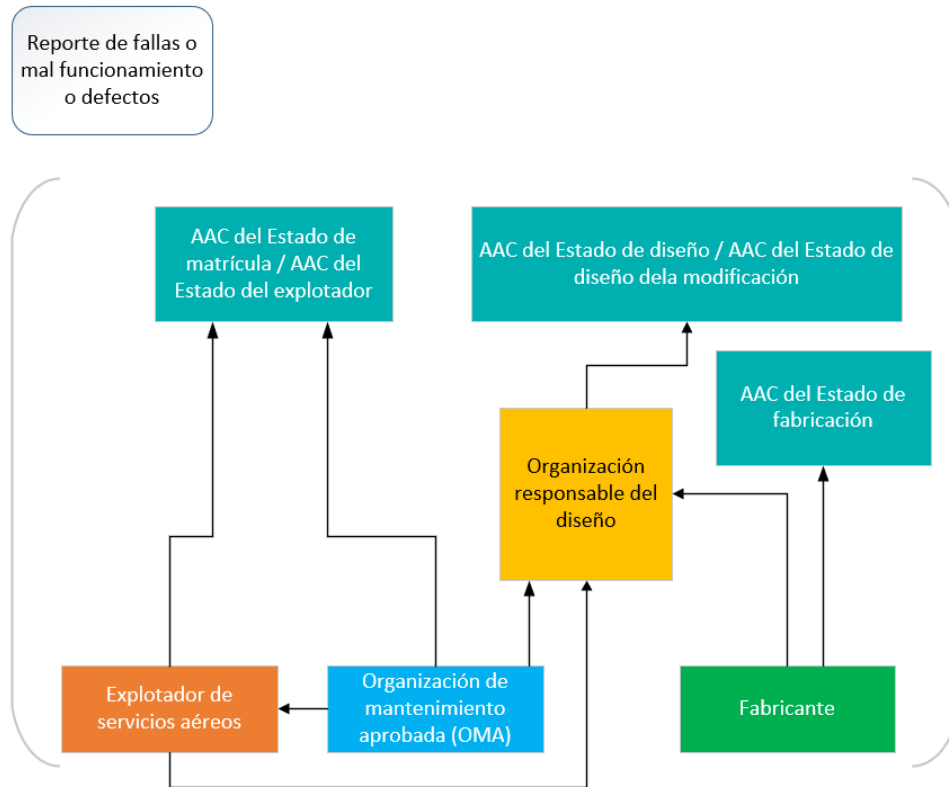 Reporte de fallas o
mal funcionamiento
o defectos
AAC del Estado de
matrícula / AAC del
Estado del explotador
AAC del Estado de diseño / AAC del Estado de
diseño dela modificación
AAC del Estado de
fabricación
Organización
responsable del
diseño
Explotador de
servicios aéreos
Organización de
mantenimiento
aprobada (OMA)
Fabricante